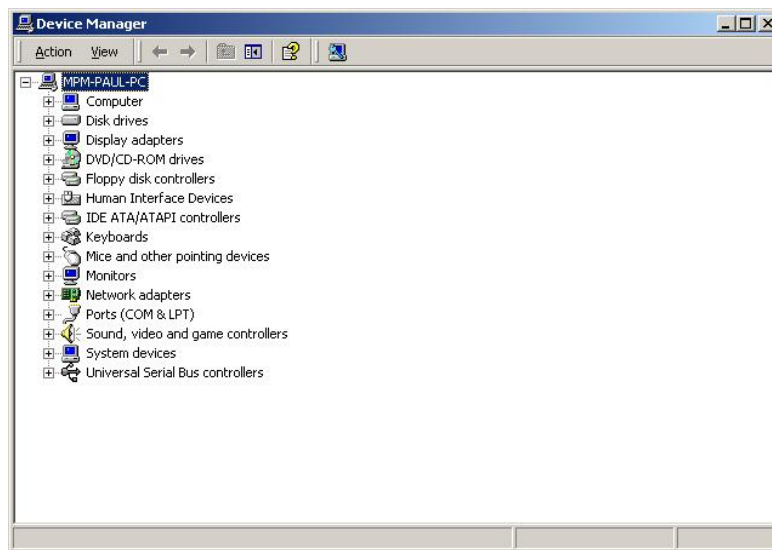 Device Manager
Action View
MPM-PAUL-PC
Computer
Disk drives
Display adapters
DVD/CD-ROM drives
Floppy disk controllers
Human Interface Devices
IDE ATA/ATAPI controllers
Keyboards
Mice and other pointing devices
Monitors
Network adapters
Ports (COM & LPT)
Sound, video and game controllers
System devices
Universal Serial Bus controllers